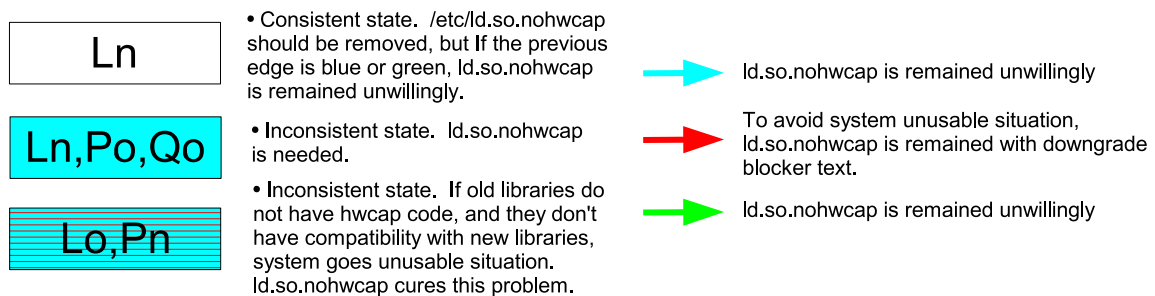 Ln
• Consistent state. /etc/ld.so.nohwcap
should be removed, but If the previous
edge is blue or green, ld.so.nohwcap
is remained unwillingly.
Ln,Po,Qo
• Inconsistent state. ld.so.nohwcap
is needed.
Lo,Pn
• Inconsistent state. If old libraries do
not have hwcap code, and they don't
have compatibility with new libraries,
system goes unusable situation.
ld.so.nohwcap cures this problem.
ld.so.nohwcap is remained unwillingly
To avoid system unusable situation,
ld.so.nohwcap is remained with downgrade
blocker text.
ld.so.nohwcap is remained unwillingly